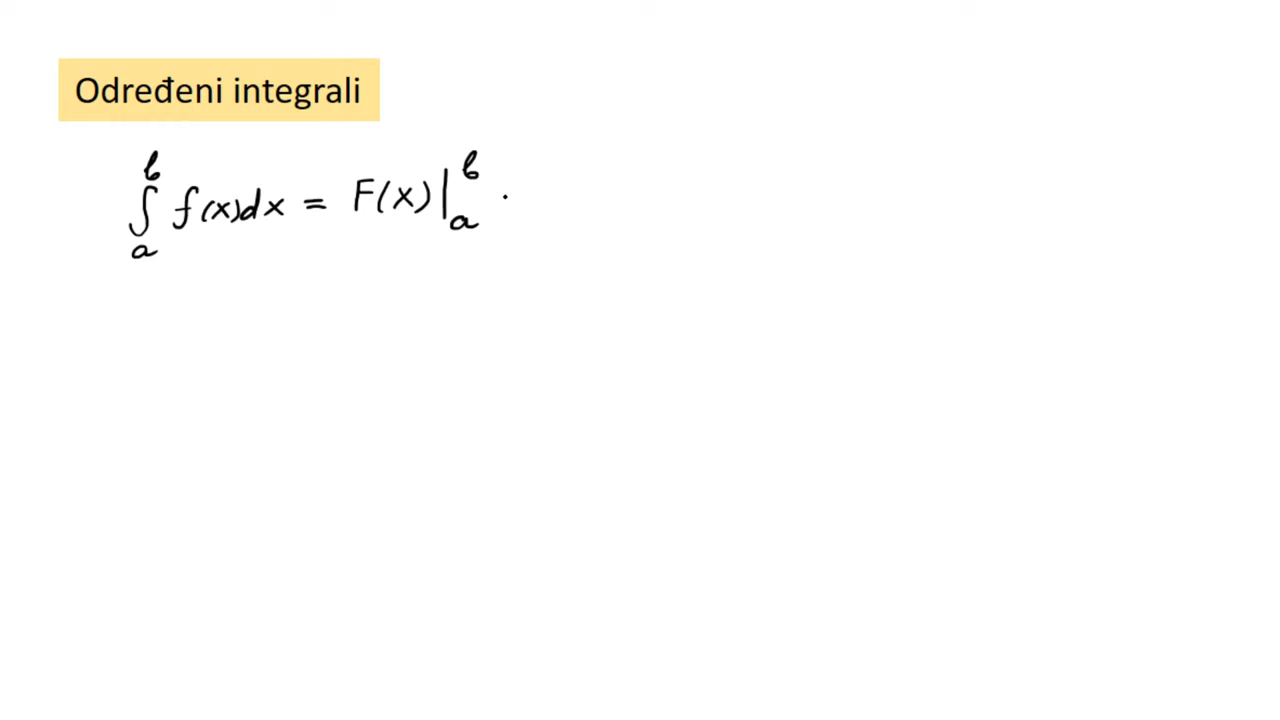 Određeni integrali
∫ₐᵇ f(x)dx = F(x)|ₐᵇ